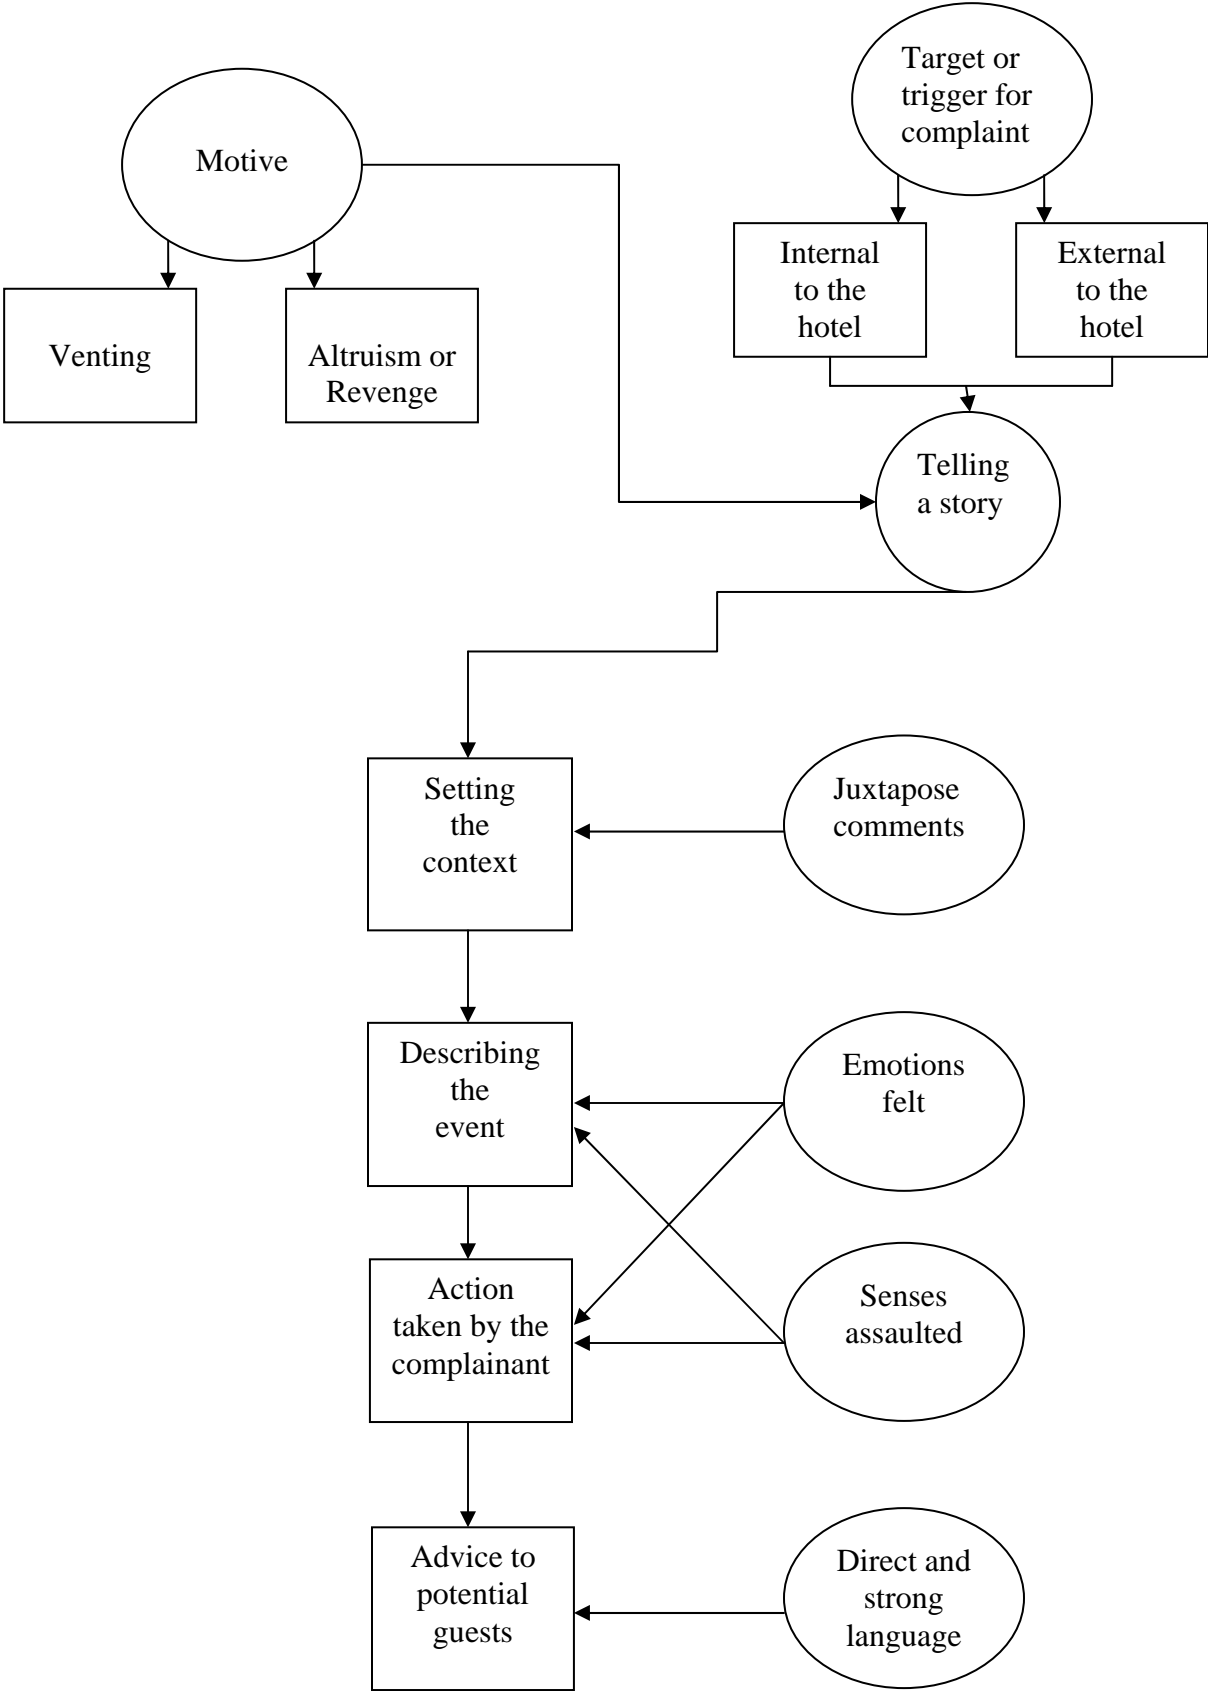 Target or
trigger for
complaint
Motive
Internal
to the
hotel
External
to the
hotel
Venting
Altruism or
Revenge
Telling
a story
Setting
the
context
Juxtapose
comments
Describing
the
event
Emotions
felt
Action
taken by the
complainant
Senses
assaulted
Advice to
potential
guests
Direct and
strong
language